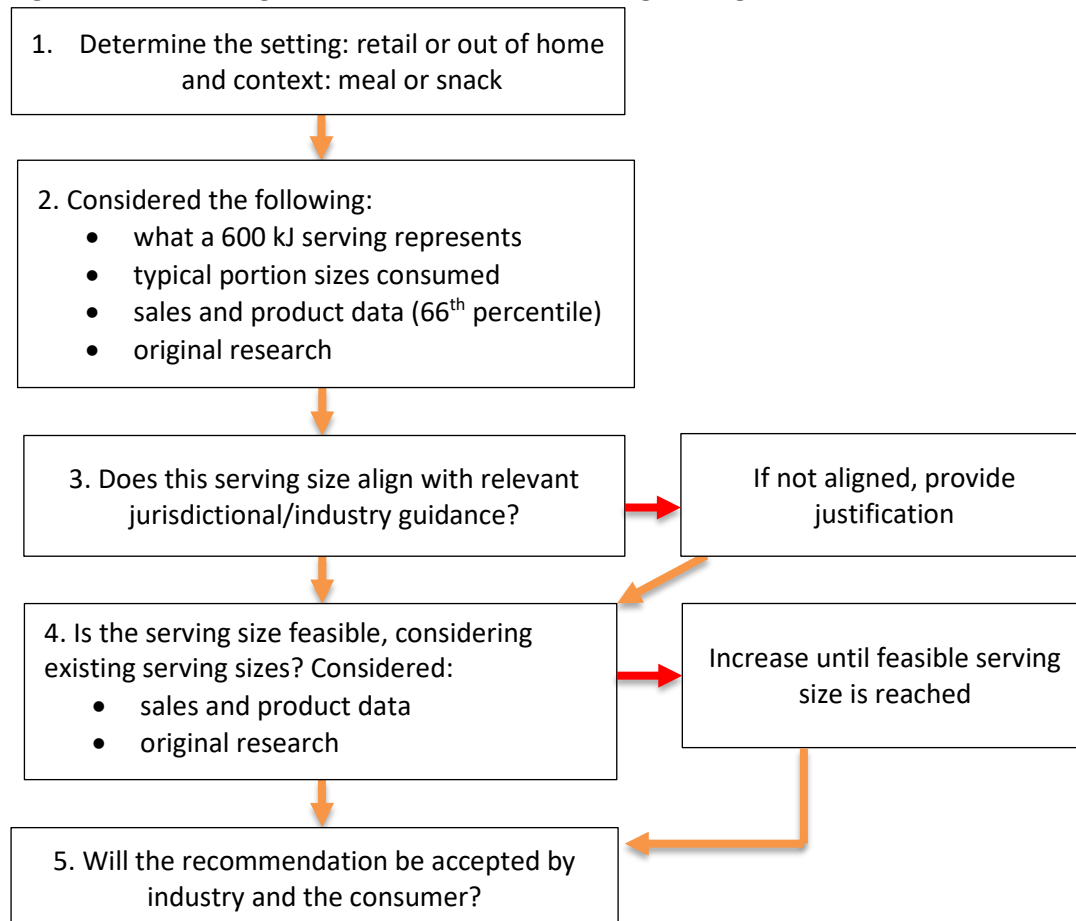 1. Determine the setting: retail or out of home
and context: meal or snack
2. Considered the following:
• what a 600 kJ serving represents
• typical portion sizes consumed
• sales and product data (66th percentile)
• original research
3. Does this serving size align with relevant
jurisdictional/industry guidance?
If not aligned, provide
justification
4. Is the serving size feasible, considering
existing serving sizes? Considered:
• sales and product data
• original research
Increase until feasible serving
size is reached
5. Will the recommendation be accepted by
industry and the consumer?